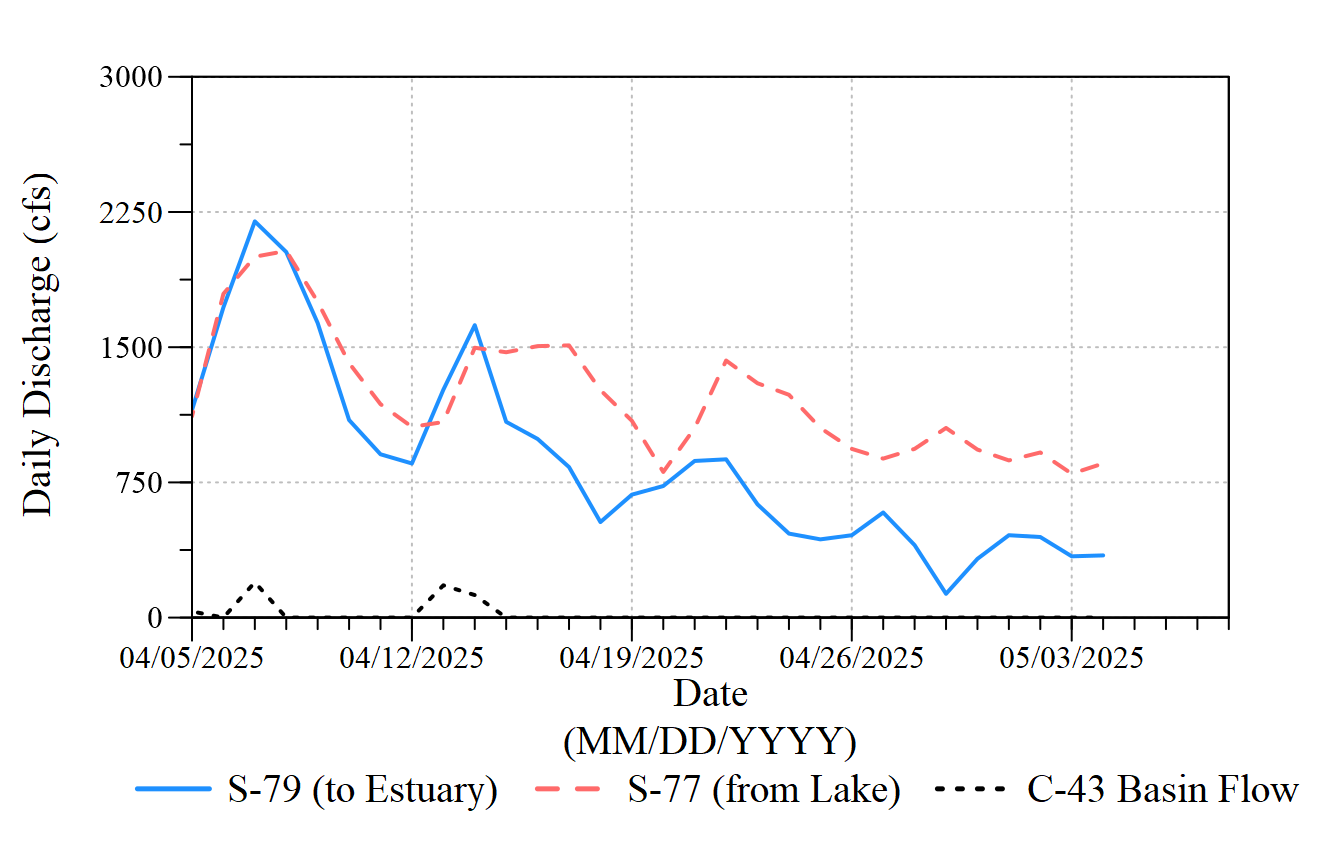 3000
2250
1500
750
0
Daily Discharge (cfs)
04/05/2025 04/12/2025 04/19/2025 04/26/2025 05/03/2025
Date
(MM/DD/YYYY)
S-79 (to Estuary) S-77 (from Lake) C-43 Basin Flow